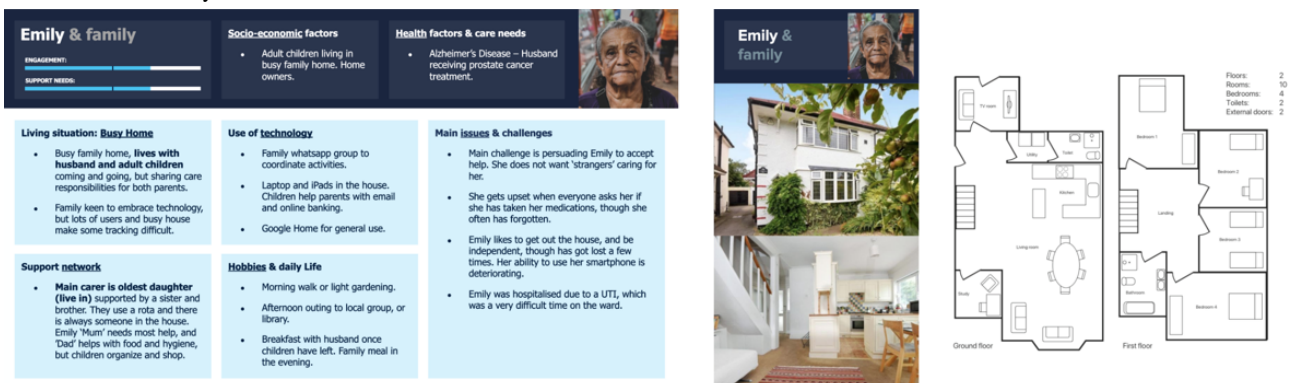 Emily & family
ENGAGEMENT:
SUPPORT NEEDS:
Socio-economic factors
• Adult children living in
busy family home. Home
owners.
Health factors & care needs
• Alzheimer's Disease – Husband
receiving prostate cancer
treatment.
Living situation: Busy Home
• Busy family home, lives with
husband and adult children
coming and going, but sharing care
responsibilities for both parents.
• Family keen to embrace technology,
but lots of users and busy house
make some tracking difficult.
Use of technology
• Family whatsapp group to
coordinate activities.
• Laptop and iPads in the house.
Children help parents with email
and online banking.
• Google Home for general use.
Main issues & challenges
• Main challenge is persuading Emily to accept
help. She does not want 'strangers' caring for
her.
• She gets upset when everyone asks her if
she has taken her medications, though she
often has forgotten.
• Emily likes to get out the house, and be
independent, though has got lost a few
times. Her ability to use her smartphone is
deteriorating.
• Emily was hospitalised due to a UTI, which
was a very difficult time on the ward.
Support network
• Main carer is oldest daughter
(live in) supported by a sister and
brother. They use a rota and there
is always someone in the house.
Emily 'Mum' needs most help, and
'Dad' helps with food and hygiene,
but children organize and shop.
Hobbies & daily Life
• Morning walk or light gardening.
• Afternoon outing to local group, or
library.
• Breakfast with husband once
children have left. Family meal in
the evening.
Emily &
family
Floors: 2
Rooms: 10
Bedrooms: 4
Toilets: 2
External doors: 2
TV room
Utility
Toilet
Kitchen
Living room
Study
Ground floor
Bedroom 1
Bedroom 2
Landing
Bedroom 3
Bathroom
Bedroom 4
First floor